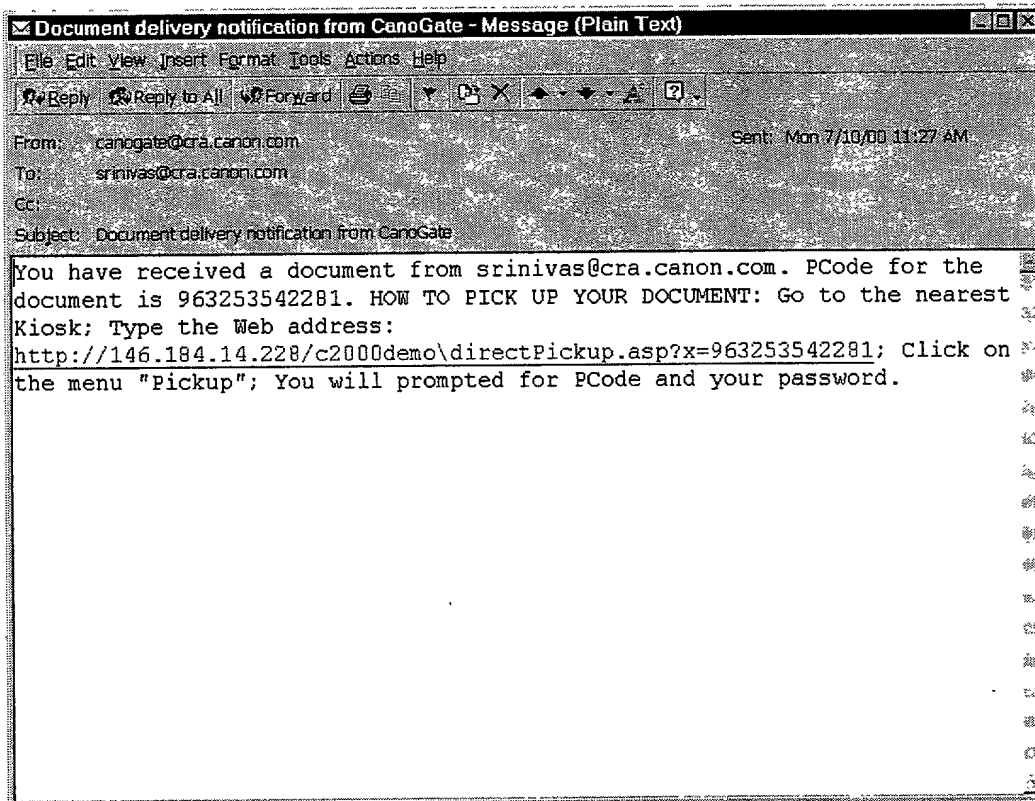 Document delivery notification from CanoGate - Message (Plain Text)
File Edit View Insert Format Tools Actions Help
Reply Reply to All Forward
From: canogate@cra.canon.com Sent: Mon 7/10/00 11:27 AM
To: srinivas@cra.canon.com
Cc:
Subject: Document delivery notification from CanoGate
You have received a document from srinivas@cra.canon.com. PCode for the
document is 963253542281. HOW TO PICK UP YOUR DOCUMENT: Go to the nearest
Kiosk; Type the Web address:
http://146.184.14.228/c2000demo\directPickup.asp?x=963253542281; Click on
the menu "Pickup"; You will prompted for PCode and your password.